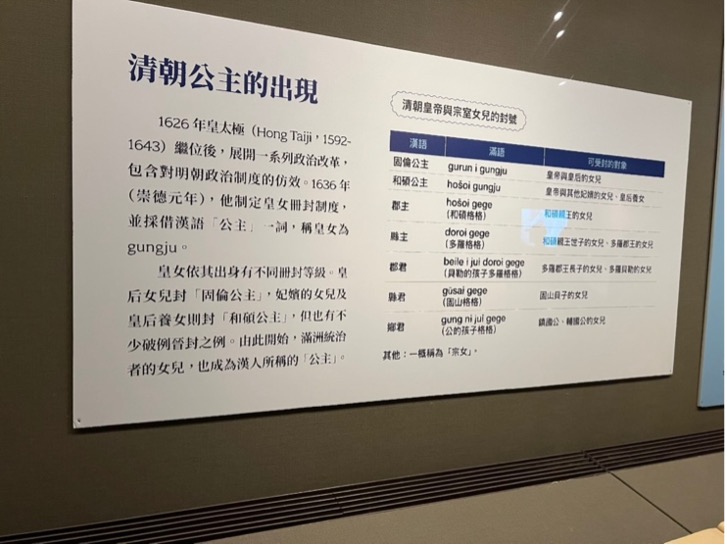 清朝公主的出現
1626 年皇太極（Hong Taiji，1592-
1643）繼位後，展開一系列政治改革，
包含對明朝政治制度的仿效。1636 年
（崇德元年），他制定皇女冊封制度，
並採借漢語「公主」一詞，稱皇女為
gungju。
皇女依其出身有不同冊封等級。皇
后女兒封「固倫公主」，妃嬪的女兒及
皇后養女則封「和碩公主」，但也有不
少破例晉封之例。由此開始，滿洲統治
者的女兒，也成為漢人所稱的「公主」。
清朝皇帝與宗室女兒的封號
漢語 滿語 可受封的對象
固倫公主 gurun i gungju 皇帝與皇后的女兒
和碩公主 hošoi gungju 皇帝與其他妃嬪的女兒、皇后養女
郡主 hošoi gege
（和碩格格） 和碩親王的女兒
縣主 doroi gege
（多羅格格） 和碩親王世子的女兒、多羅郡王的女兒
郡君 beile i jui doroi gege
（貝勒的孩子多羅格格） 多羅郡王長子的女兒、多羅貝勒的女兒
縣君 gūsai gege
（固山格格） 固山貝子的女兒
鄉君 gung ni jui gege
（公的孩子格格） 鎮國公、輔國公的女兒
其他：一概稱為「宗女」。